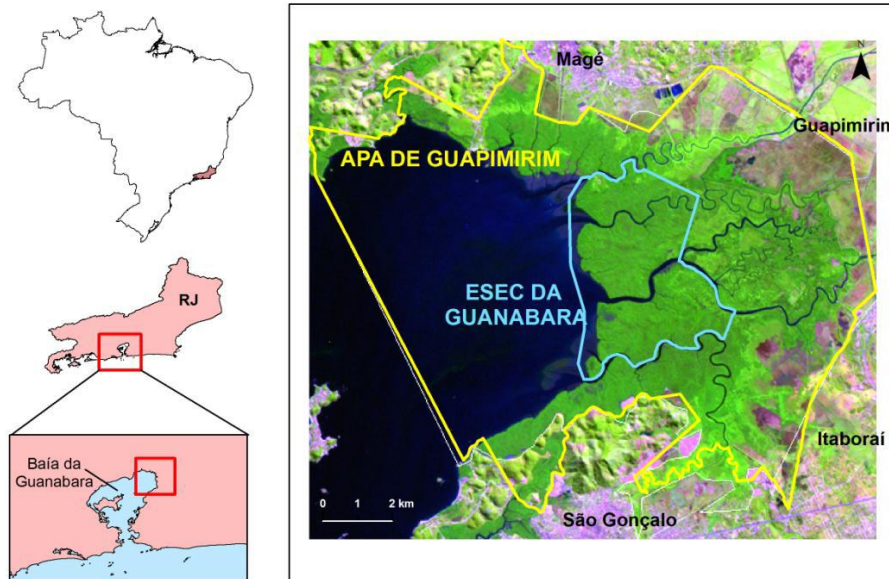 RJ
Baía da
Guanabara
N
Magé
Guapimirim
APA DE GUAPIMIRIM
ESEC DA
GUANABARA
Itaboraí
São Gonçalo
0 1 2 km